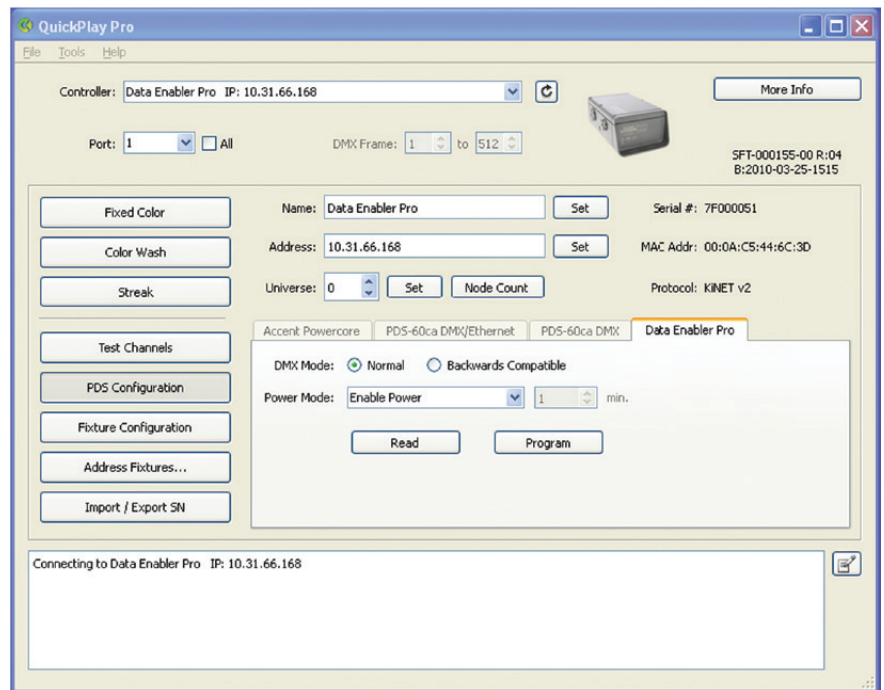 QuickPlay Pro
File Tools Help
Controller: Data Enabler Pro IP: 10.31.66.168
More Info
Port: 1 All DMX Frame: 1 to 512
SFT-000155-00 R:04
B:2010-03-25-1515
Fixed Color
Name: Data Enabler Pro Set Serial #: 7F000051
Color Wash
Address: 10.31.66.168 Set MAC Addr: 00:0A:C5:44:6C:3D
Streak
Universe: 0 Set Node Count Protocol: KiNET v2
Accent Powercore PDS-60ca DMX/Ethernet PDS-60ca DMX Data Enabler Pro
Test Channels
DMX Mode: Normal Backwards Compatible
PDS Configuration
Power Mode: Enable Power 1 min.
Fixture Configuration
Read Program
Address Fixtures...
Import / Export SN
Connecting to Data Enabler Pro IP: 10.31.66.168